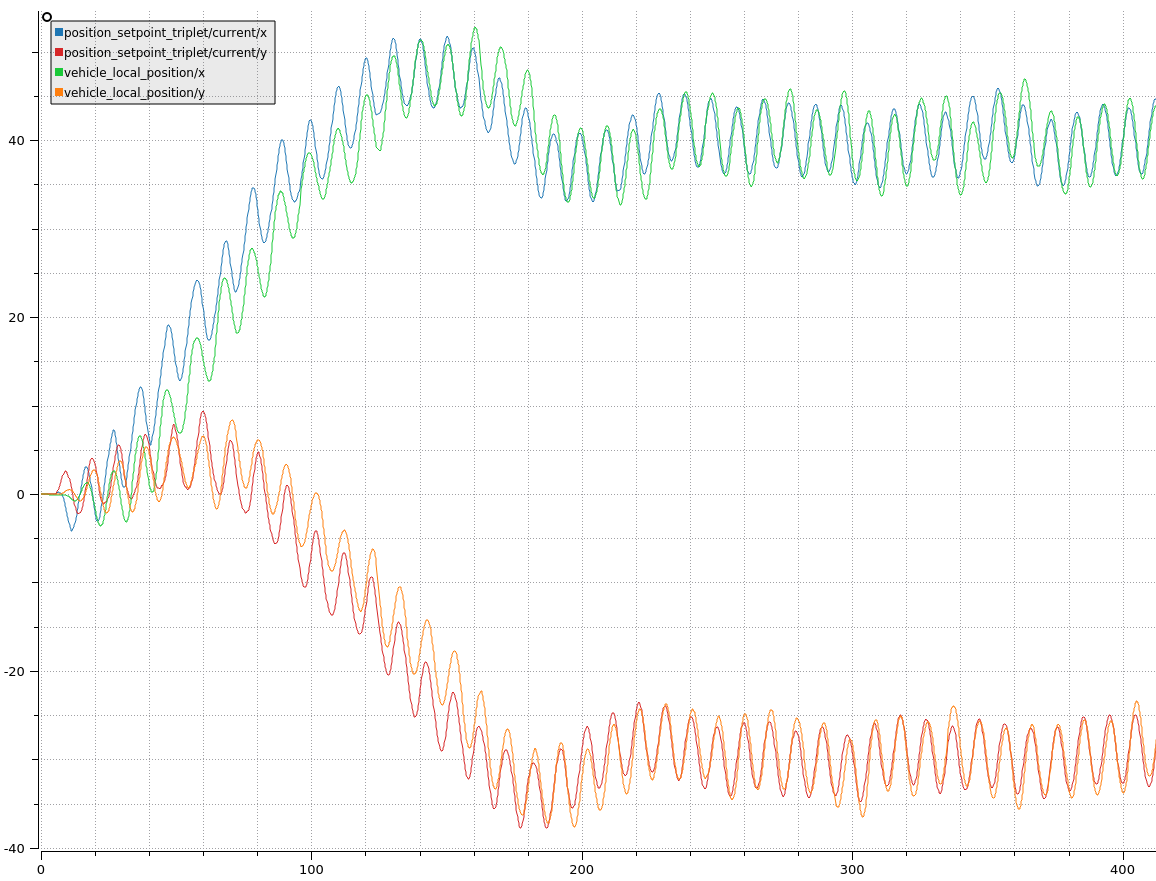 position_setpoint_triplet/current/x
position_setpoint_triplet/current/y
vehicle_local_position/x
vehicle_local_position/y
40
20
0
-20
-40
0 100 200 300 400